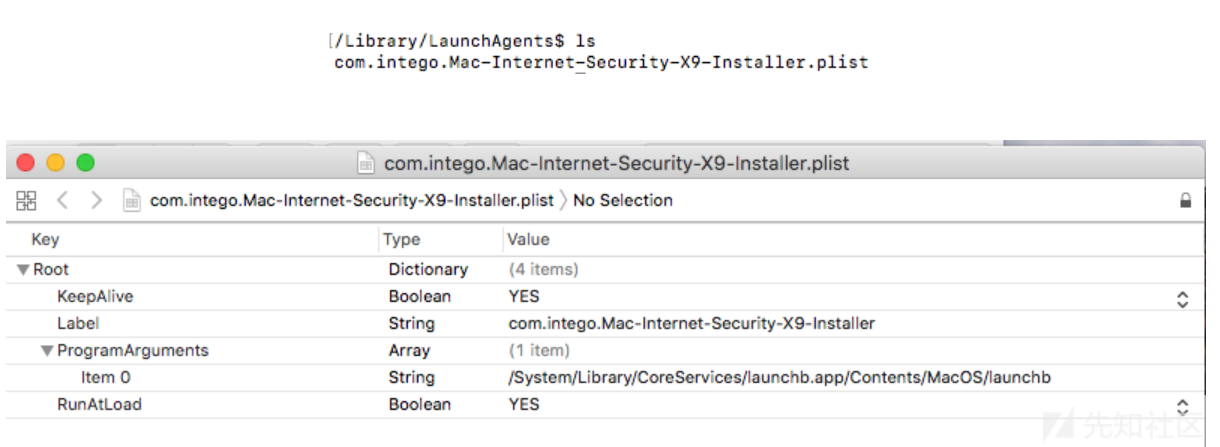 [/Library/LaunchAgents$ ls
com.intego.Mac-Internet-Security-X9-Installer.plist
com.intego.Mac-Internet-Security-X9-Installer.plist
com.intego.Mac-Internet-Security-X9-Installer.plist 〉 No Selection
Key Type Value
Root Dictionary (4 items)
KeepAlive Boolean YES
Label String com.intego.Mac-Internet-Security-X9-Installer
ProgramArguments Array (1 item)
Item 0 String /System/Library/CoreServices/launchb.app/Contents/MacOS/launchb
RunAtLoad Boolean YES
先知社区